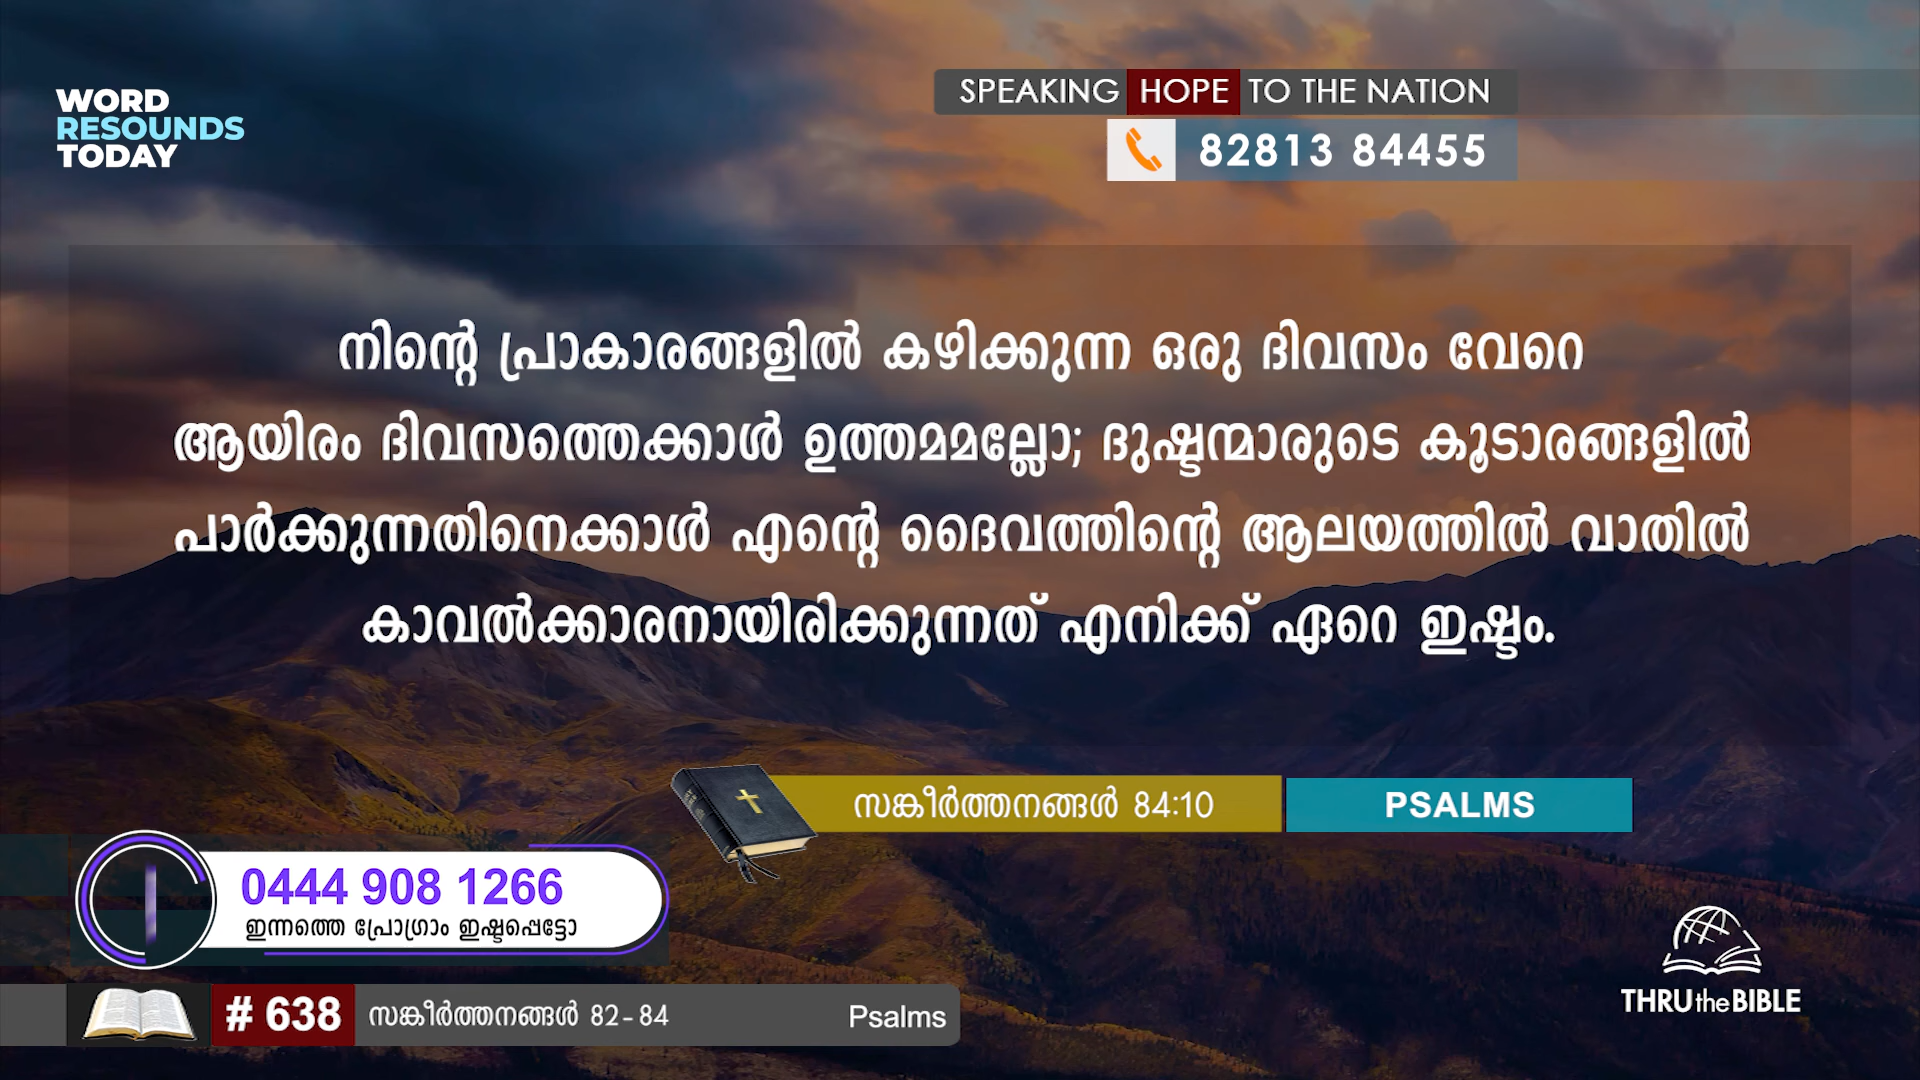 WORD
RESOUNDS
TODAY
SPEAKING HOPE TO THE NATION
82813 84455
നിന്റെ പ്രാകാരങ്ങളിൽ കഴിക്കുന്ന ഒരു ദിവസം വേറെ
ആയിരം ദിവസത്തെക്കാൾ ഉത്തമമല്ലോ; ദുഷ്ടന്മാരുടെ കൂടാരങ്ങളിൽ
പാർക്കുന്നതിനെക്കാൾ എന്റെ ദൈവത്തിന്റെ ആലയത്തിൽ വാതിൽ
കാവൽക്കാരനായിരിക്കുന്നത് എനിക്ക് ഏറെ ഇഷ്ടം.
സങ്കീർത്തനങ്ങൾ 84:10 PSALMS
0444 908 1266
ഇന്നത്തെ പ്രോഗ്രാം ഇഷ്ടപ്പെട്ടോ
# 638 സങ്കീർത്തനങ്ങൾ 82-84 Psalms
THRU the BIBLE